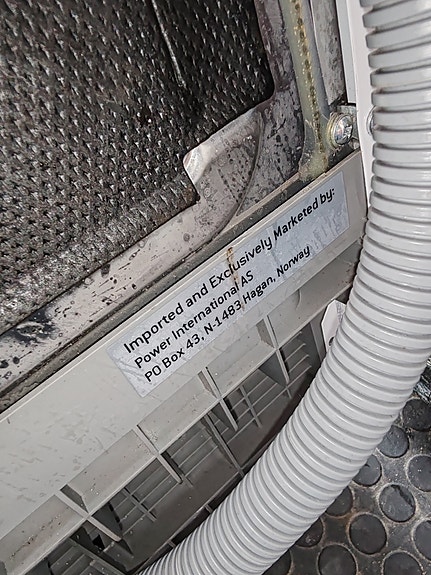 Imported and Exclusively Marketed by:
Power International AS
PO Box 43, N-1483 Hagan, Norway